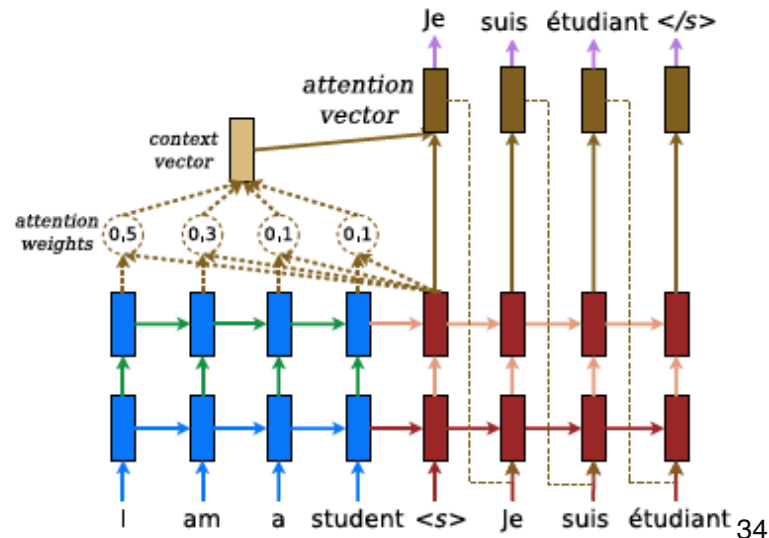 Je suis étudiant </s>
attention
vector
context
vector
attention
weights
0,5 0,3 0,1 0,1
I am a student <s> Je suis étudiant
34